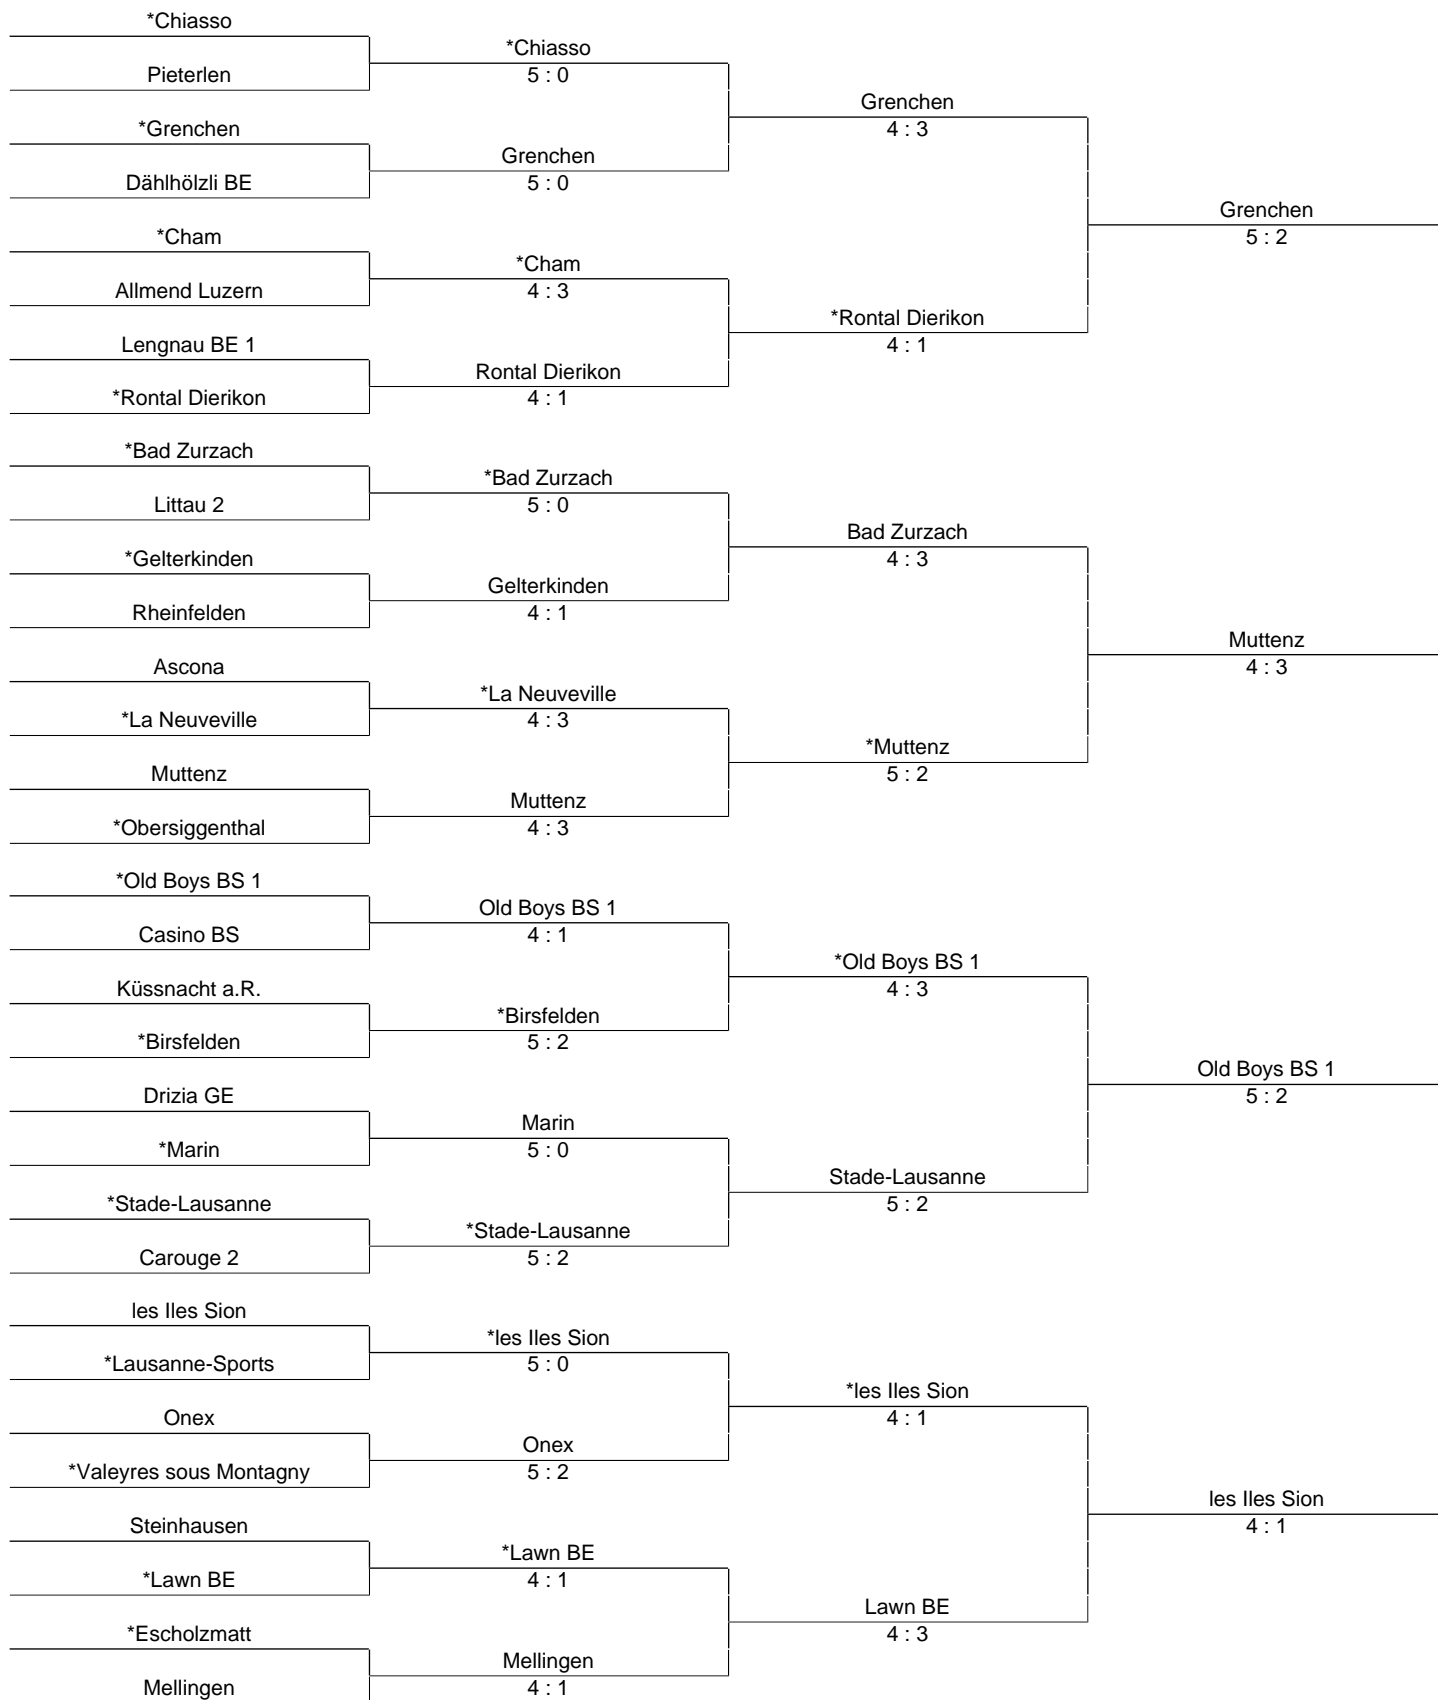 *Chiasso
Pieterlen
*Grenchen
Dählhölzli BE
*Cham
Allmend Luzern
Lengnau BE 1
*Rontal Dierikon
*Bad Zurzach
Littau 2
*Gelterkinden
Rheinfelden
Ascona
*La Neuveville
Muttenz
*Obersiggenthal
*Old Boys BS 1
Casino BS
Küssnacht a.R.
*Birsfelden
Drizia GE
*Marin
*Stade-Lausanne
Carouge 2
les Iles Sion
*Lausanne-Sports
Onex
*Valeyres sous Montagny
Steinhausen
*Lawn BE
*Escholzmatt
Mellingen
*Chiasso
5 : 0
Grenchen
5 : 0
*Cham
4 : 3
Rontal Dierikon
4 : 1
*Bad Zurzach
5 : 0
Gelterkinden
4 : 1
*La Neuveville
4 : 3
Muttenz
4 : 3
Old Boys BS 1
4 : 1
*Birsfelden
5 : 2
Marin
5 : 0
*Stade-Lausanne
5 : 2
*les Iles Sion
5 : 0
Onex
5 : 2
*Lawn BE
4 : 1
Mellingen
4 : 1
Grenchen
4 : 3
*Rontal Dierikon
4 : 1
Bad Zurzach
4 : 3
*Muttenz
5 : 2
*Old Boys BS 1
4 : 3
Stade-Lausanne
5 : 2
*les Iles Sion
4 : 1
Lawn BE
4 : 3
Grenchen
5 : 2
Muttenz
4 : 3
Old Boys BS 1
5 : 2
les Iles Sion
4 : 1